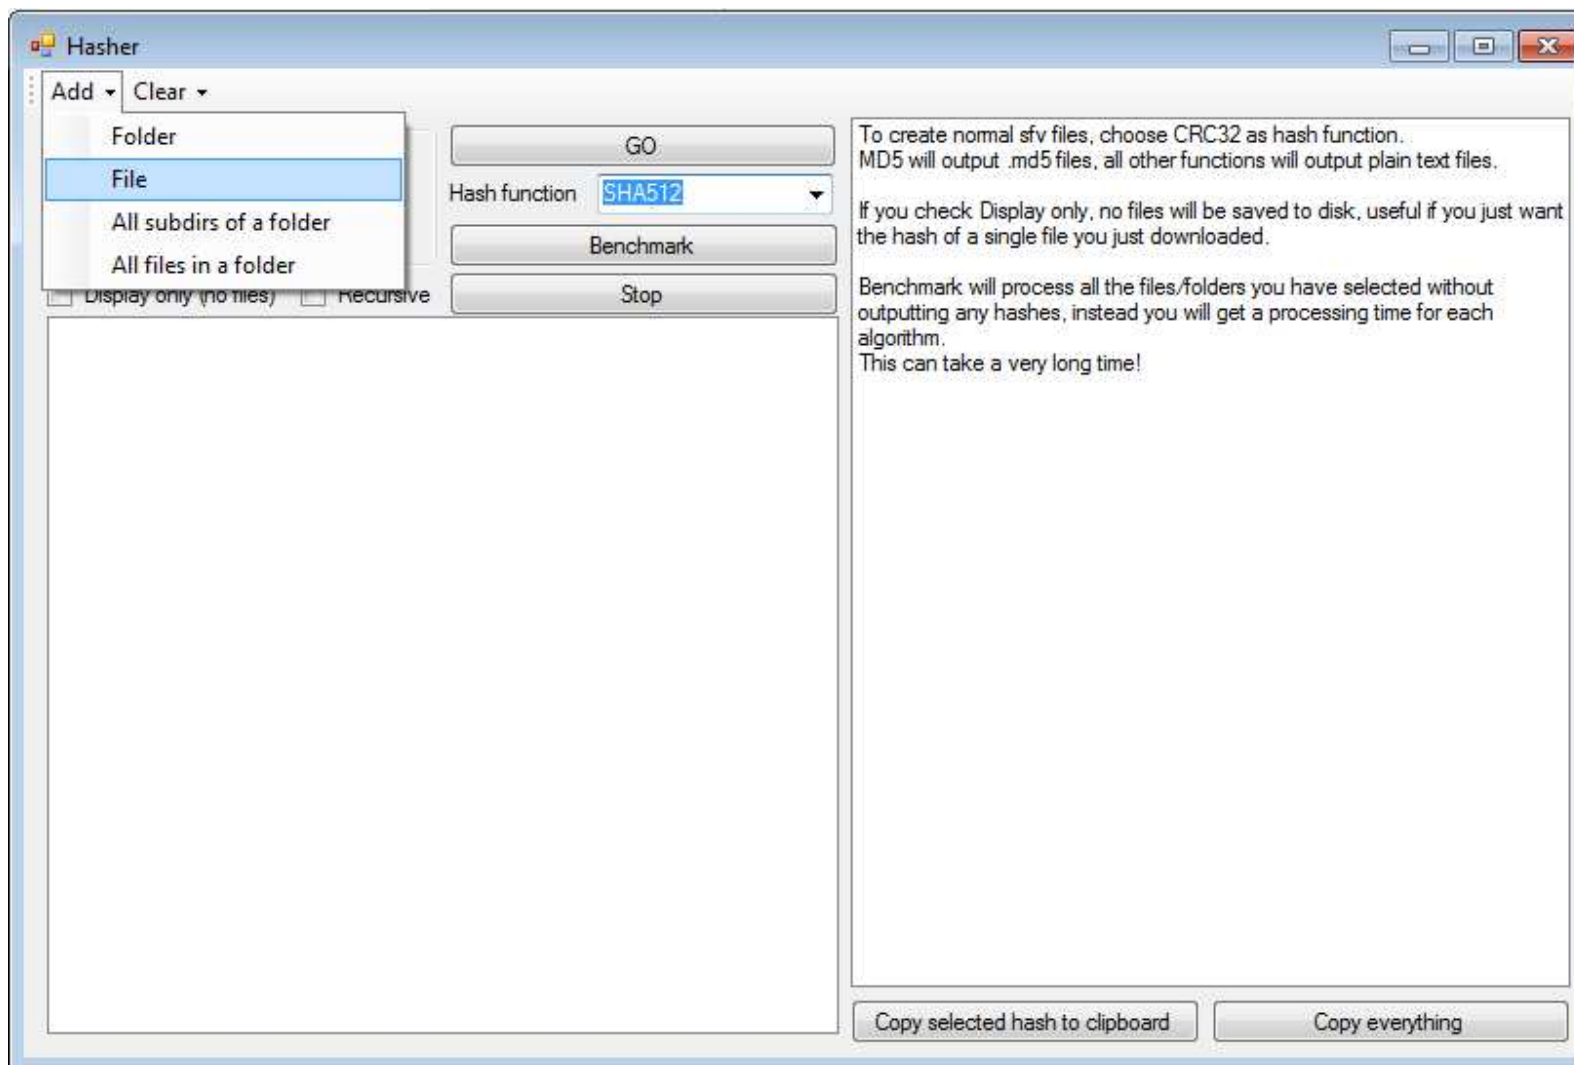 Hasher
Add Clear
Folder
File
All subdirs of a folder
All files in a folder
GO
Hash function SHA512
Benchmark
Display only (no files) Recursive Stop
To create normal sfv files, choose CRC32 as hash function.
MD5 will output .md5 files, all other functions will output plain text files.
If you check Display only, no files will be saved to disk, useful if you just want
the hash of a single file you just downloaded.
Benchmark will process all the files/folders you have selected without
outputting any hashes, instead you will get a processing time for each
algorithm.
This can take a very long time!
Copy selected hash to clipboard Copy everything